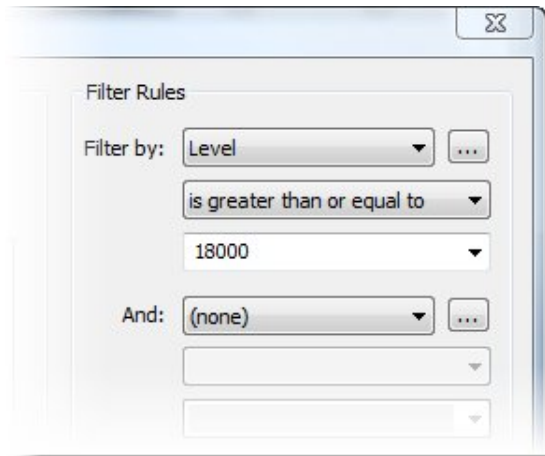 Filter Rules
Filter by: Level ...
is greater than or equal to
18000
And: (none) ...